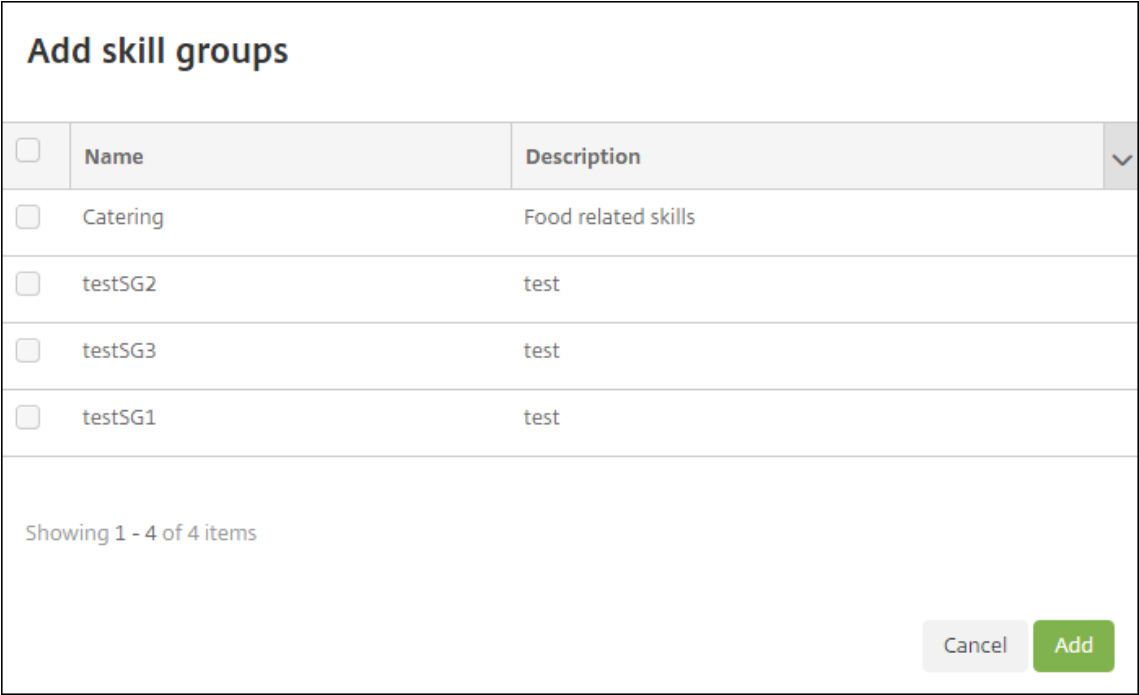 Add skill groups
Name Description
Catering Food related skills
testSG2 test
testSG3 test
testSG1 test
Showing 1 - 4 of 4 items
Cancel Add